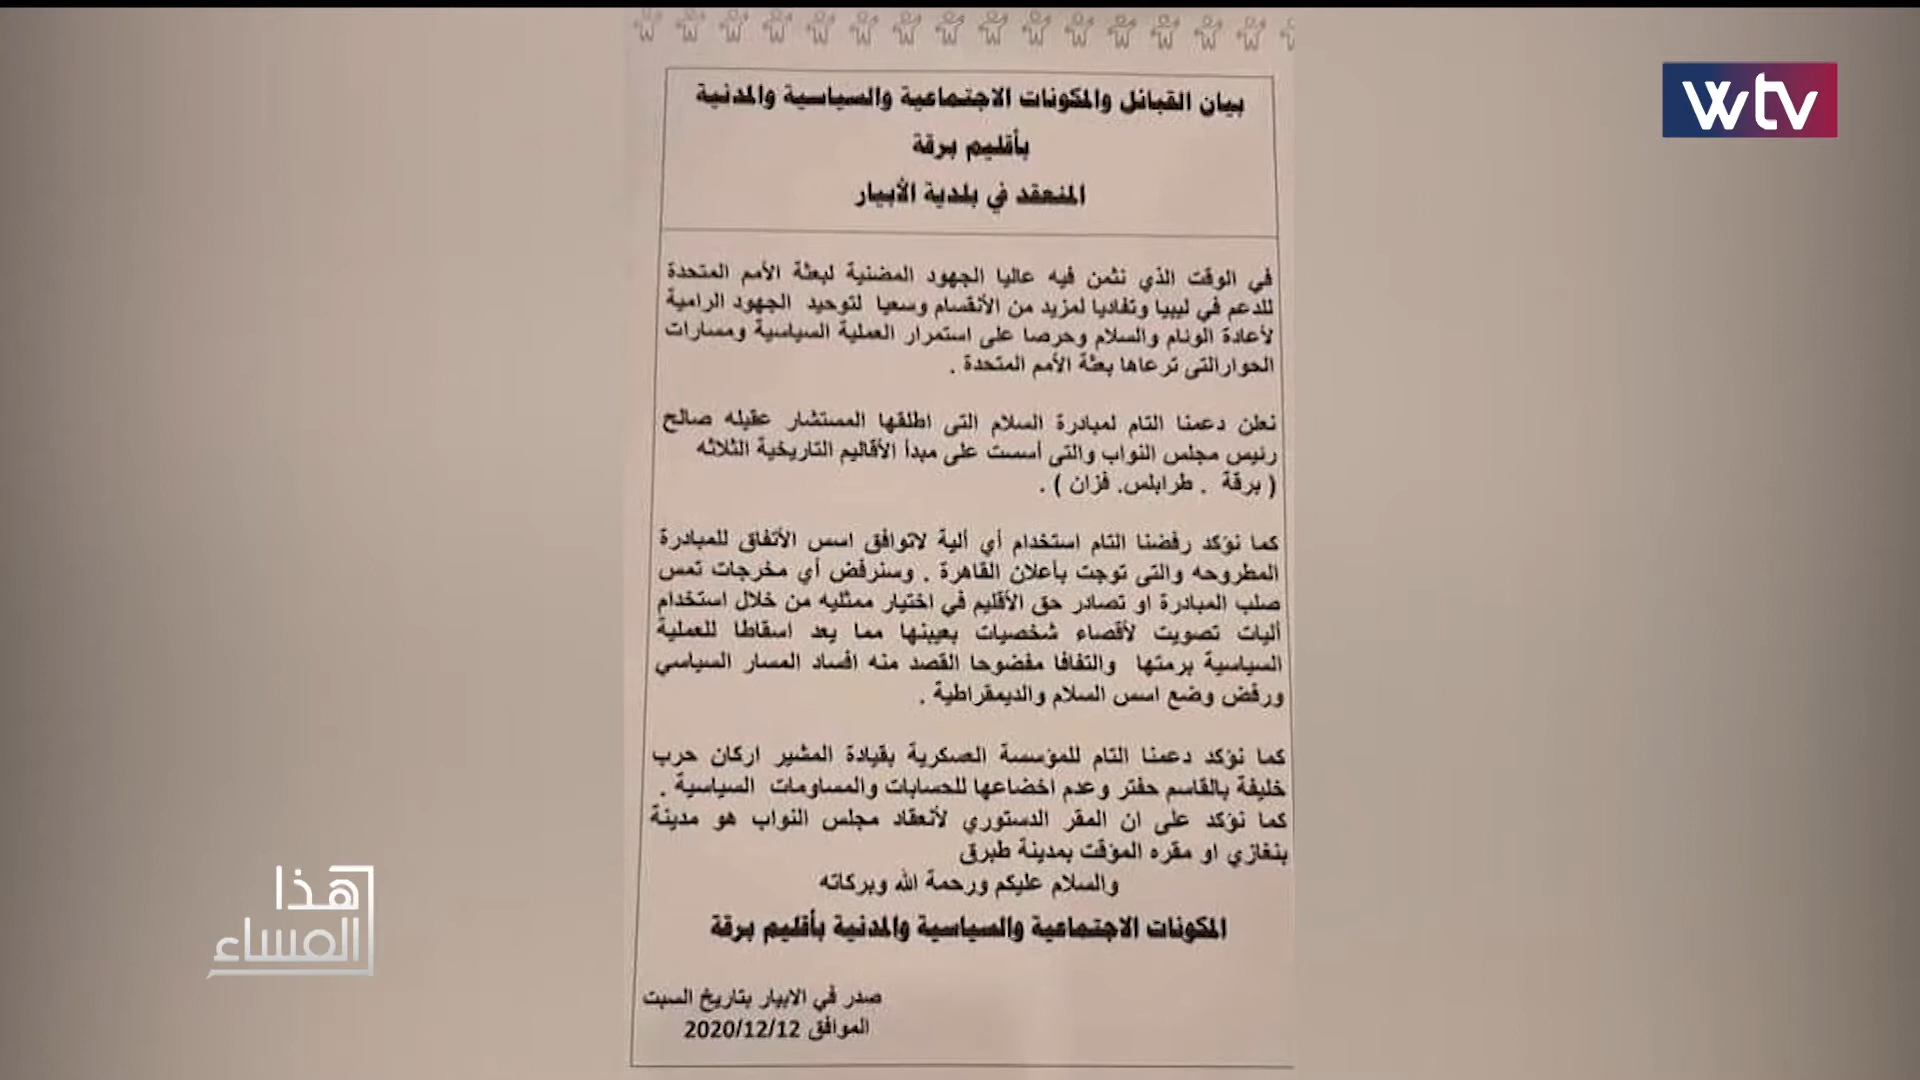 wtv
بيان القبائل والمكونات الاجتماعية والسياسية والمدنية
بأقليم برقة
المنعقد في بلدية الأبيار
في الوقت الذي نثمن فيه عاليا الجهود المضنية لبعثة الأمم المتحدة
للدعم في ليبيا وتفاديا لمزيد من الأنقسام وسعيا لتوحيد الجهود الرامية
لأعادة الوئام والسلام وحرصا على استمرار العملية السياسية ومسارات
الحوارالتى ترعاها بعثة الأمم المتحدة .
نعلن دعمنا التام لمبادرة السلام التى اطلقها المستشار عقيله صالح
رئيس مجلس النواب والتى أسست على مبدأ الأقاليم التاريخية الثلاثه
( برقة . طرابلس. فزان ) .
كما نؤكد رفضنا التام استخدام أي ألية لاتوافق اسس الأتفاق للمبادرة
المطروحه والتى توجت بأعلان القاهرة . وسنرفض أي مخرجات تمس
صلب المبادرة او تصادر حق الأقليم في اختيار ممثليه من خلال استخدام
أليات تصويت لأقصاء شخصيات بعيينها مما يعد اسقاطا للعملية
السياسية برمتها والتفافا مفضوحا القصد منه افساد المسار السياسي
ورفض وضع اسس السلام والديمقراطية .
كما نؤكد دعمنا التام للمؤسسة العسكرية بقيادة المشير اركان حرب
خليفة بالقاسم حفتر وعدم اخضاعها للحسابات والمساومات السياسية .
كما نؤكد على ان المقر الدستوري لأنعقاد مجلس النواب هو مدينة
بنغازي او مقره المؤقت بمدينة طبرق
والسلام عليكم ورحمة الله وبركاته
المكونات الاجتماعية والسياسية والمدنية بأقليم برقة
صدر في الابيار بتاريخ السبت
الموافق 2020/12/12
هذا
المساء